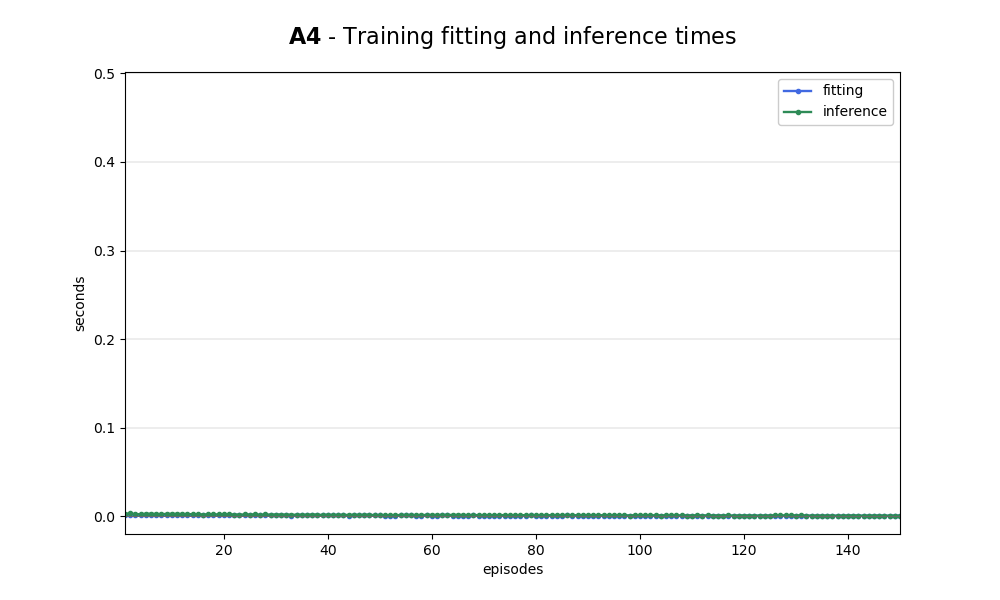 A4 - Training fitting and inference times
0.5
0.4
0.3
0.2
0.1
0.0
seconds
fitting
inference
20 40 60 80 100 120 140
episodes